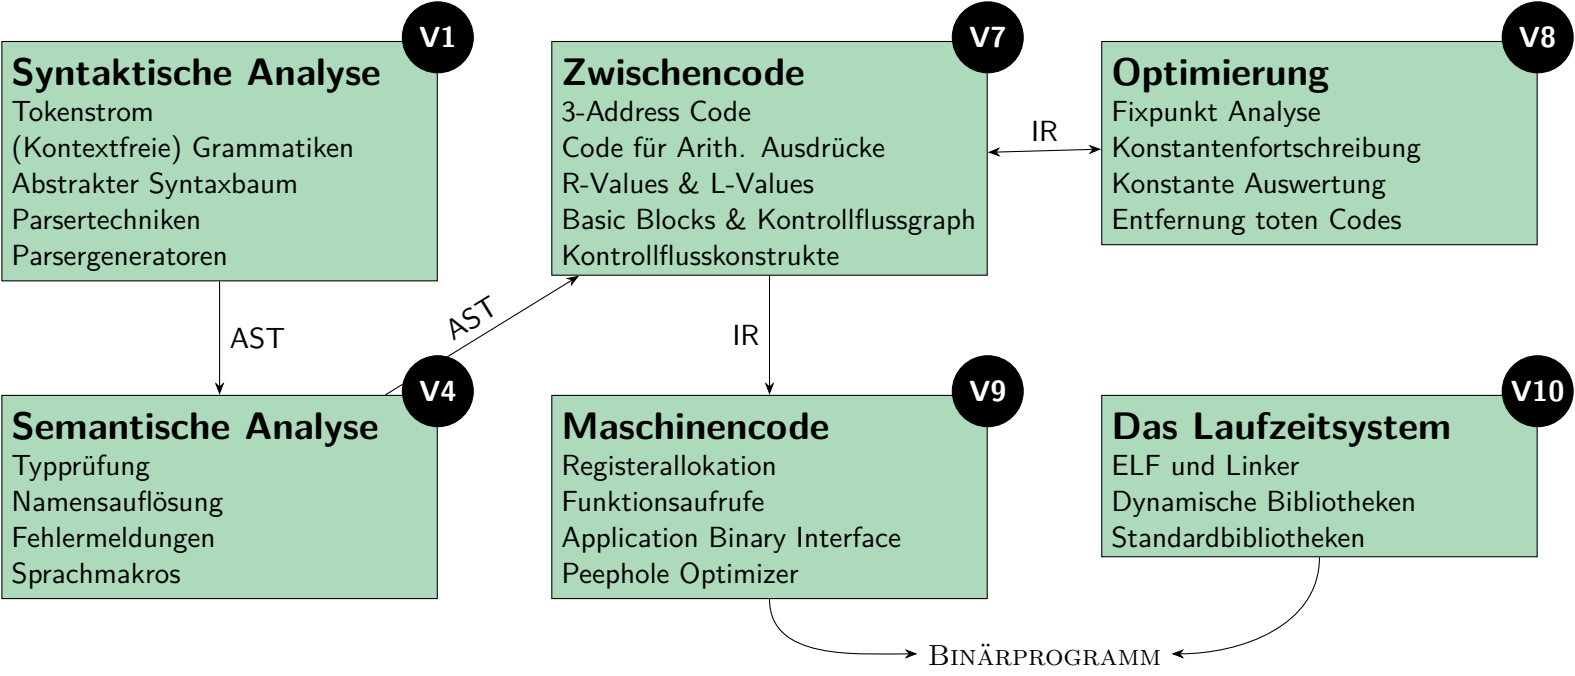 V1
Syntaktische Analyse
Tokenstrom
(Kontextfreie) Grammatiken
Abstrakter Syntaxbaum
Parsertechniken
Parsergeneratoren
V7
Zwischencode
3-Address Code
Code für Arith. Ausdrücke
R-Values & L-Values
Basic Blocks & Kontrollflussgraph
Kontrollflusskonstrukte
IR
V8
Optimierung
Fixpunkt Analyse
Konstantenfortschreibung
Konstante Auswertung
Entfernung toten Codes
AST
AST
IR
V4
Semantische Analyse
Typprüfung
Namensauflösung
Fehlermeldungen
Sprachmakros
V9
Maschinencode
Registerallokation
Funktionsaufrufe
Application Binary Interface
Peephole Optimizer
V10
Das Laufzeitsystem
ELF und Linker
Dynamische Bibliotheken
Standardbibliotheken
BINÄRPROGRAMM